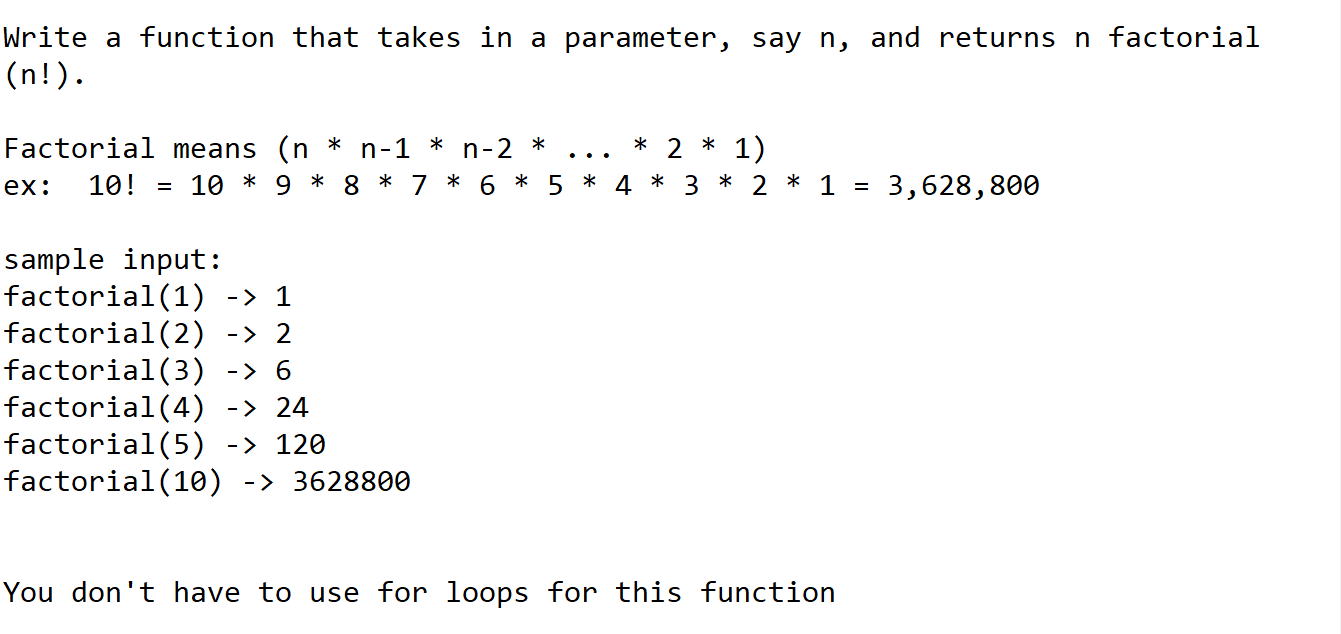 Write a function that takes in a parameter, say n, and returns n factorial
(n!).
Factorial means (n * n-1 * n-2 * ... * 2 * 1)
ex:  10! = 10 * 9 * 8 * 7 * 6 * 5 * 4 * 3 * 2 * 1 = 3,628,800
sample input:
factorial(1) -> 1
factorial(2) -> 2
factorial(3) -> 6
factorial(4) -> 24
factorial(5) -> 120
factorial(10) -> 3628800
You don't have to use for loops for this function